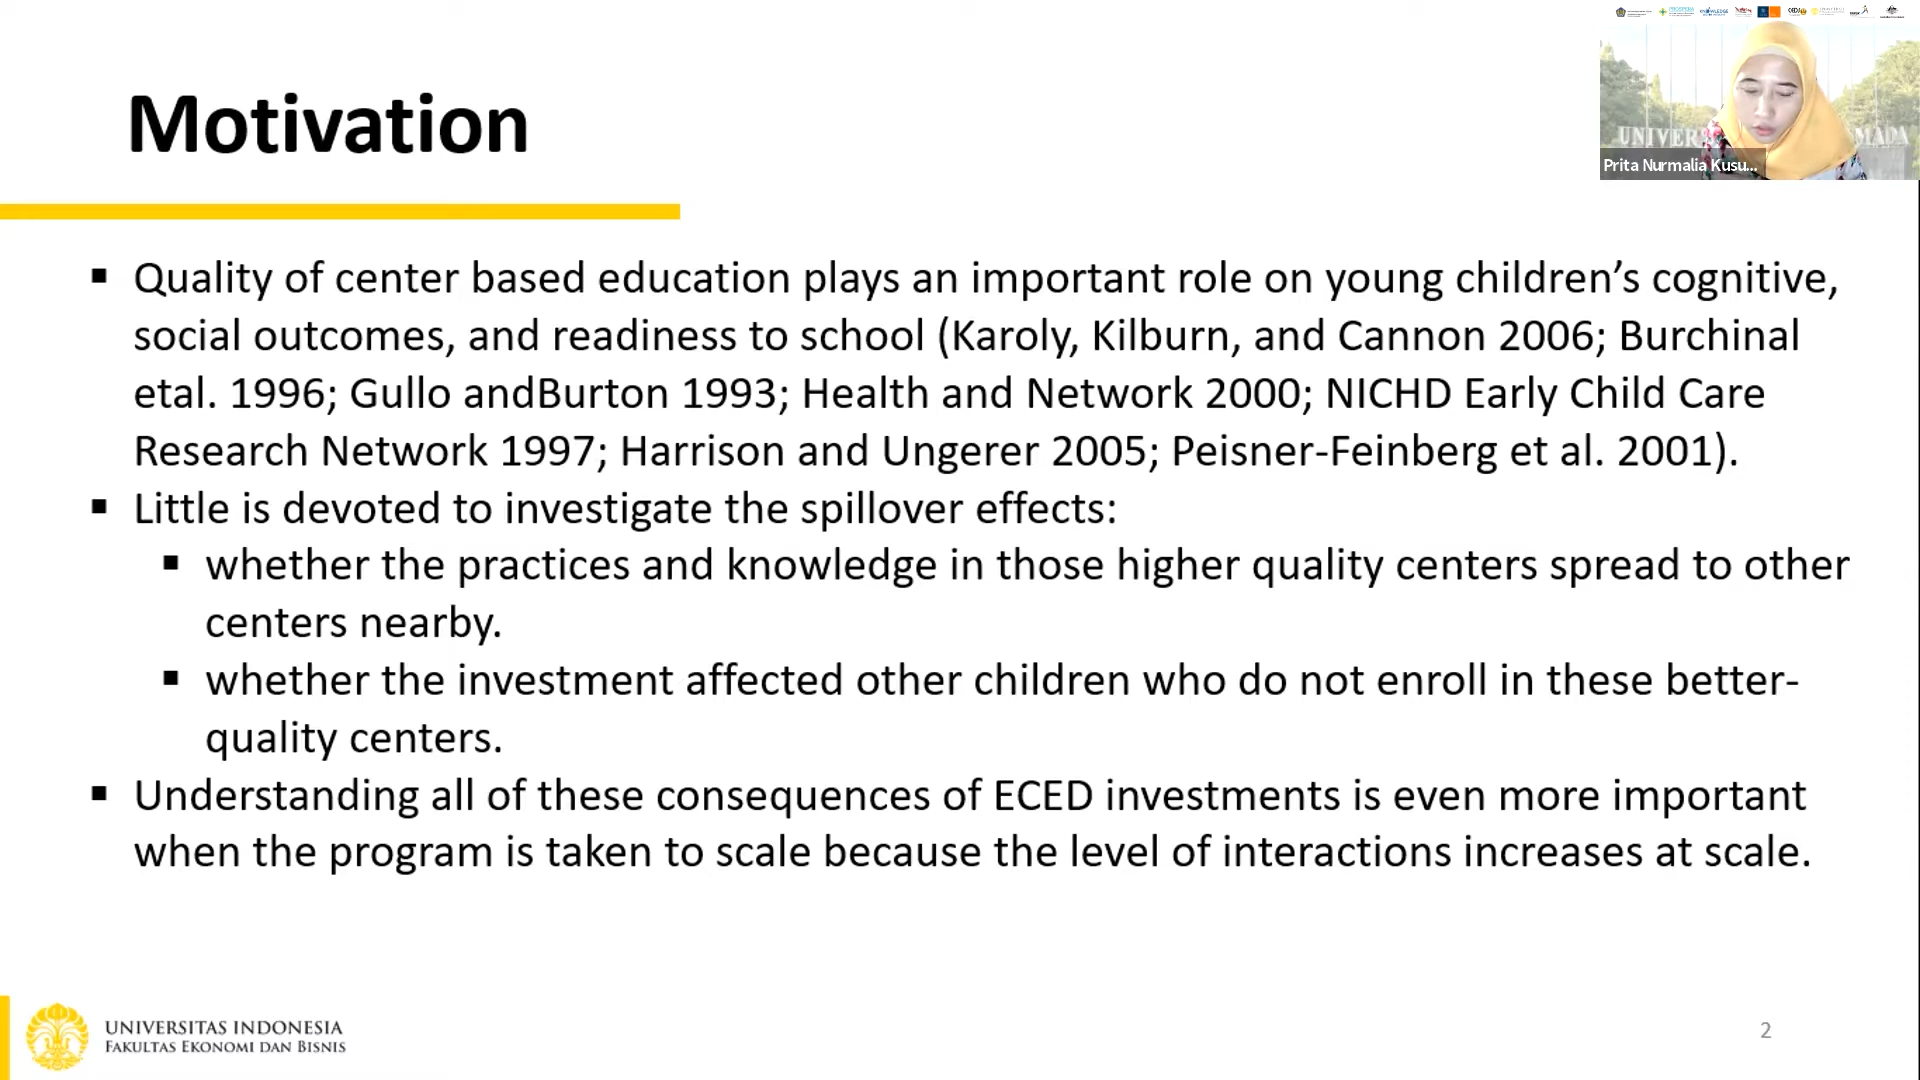 Motivation
UNIVERS
MADA
Prita Nurmalia Kusu...
▪ Quality of center based education plays an important role on young children’s cognitive,
social outcomes, and readiness to school (Karoly, Kilburn, and Cannon 2006; Burchinal
etal. 1996; Gullo andBurton 1993; Health and Network 2000; NICHD Early Child Care
Research Network 1997; Harrison and Ungerer 2005; Peisner-Feinberg et al. 2001).
▪ Little is devoted to investigate the spillover effects:
▪ whether the practices and knowledge in those higher quality centers spread to other
centers nearby.
▪ whether the investment affected other children who do not enroll in these better-
quality centers.
▪ Understanding all of these consequences of ECED investments is even more important
when the program is taken to scale because the level of interactions increases at scale.
UNIVERSITAS INDONESIA
FAKULTAS EKONOMI DAN BISNIS
2